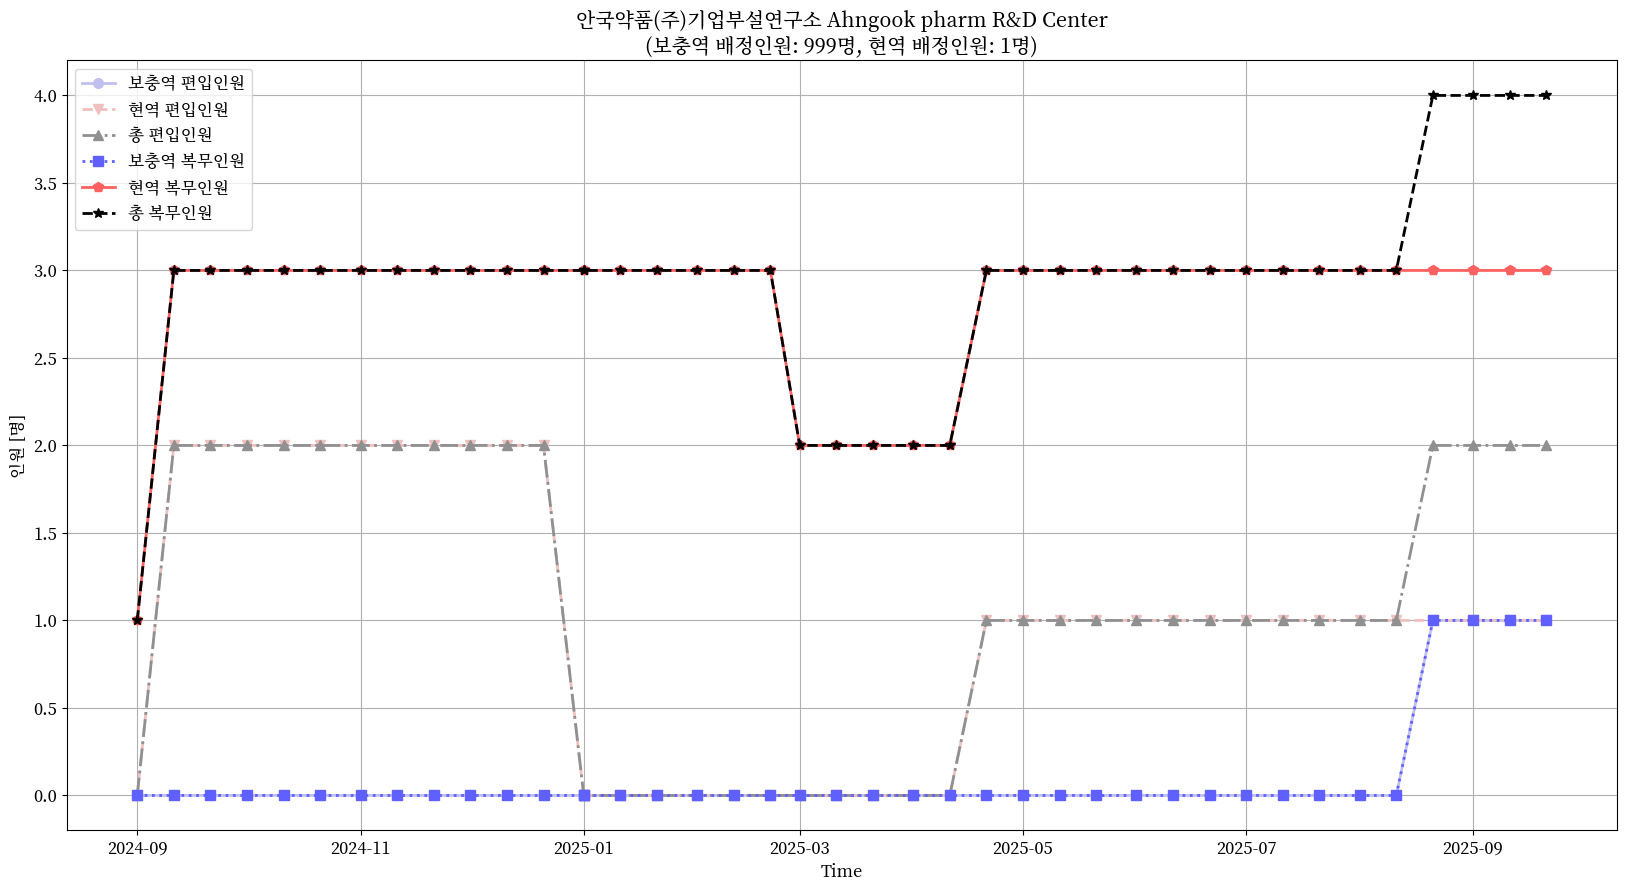 안국약품(주)기업부설연구소 Ahngook pharm R&D Center
(보충역 배정인원: 999명, 현역 배정인원: 1명)
보충역 편입인원
현역 편입인원
총 편입인원
보충역 복무인원
현역 복무인원
총 복무인원
인원 [명]
4.0
3.5
3.0
2.5
2.0
1.5
1.0
0.5
0.0
2024-09
2024-11
2025-01
2025-03
2025-05
2025-07
2025-09
Time